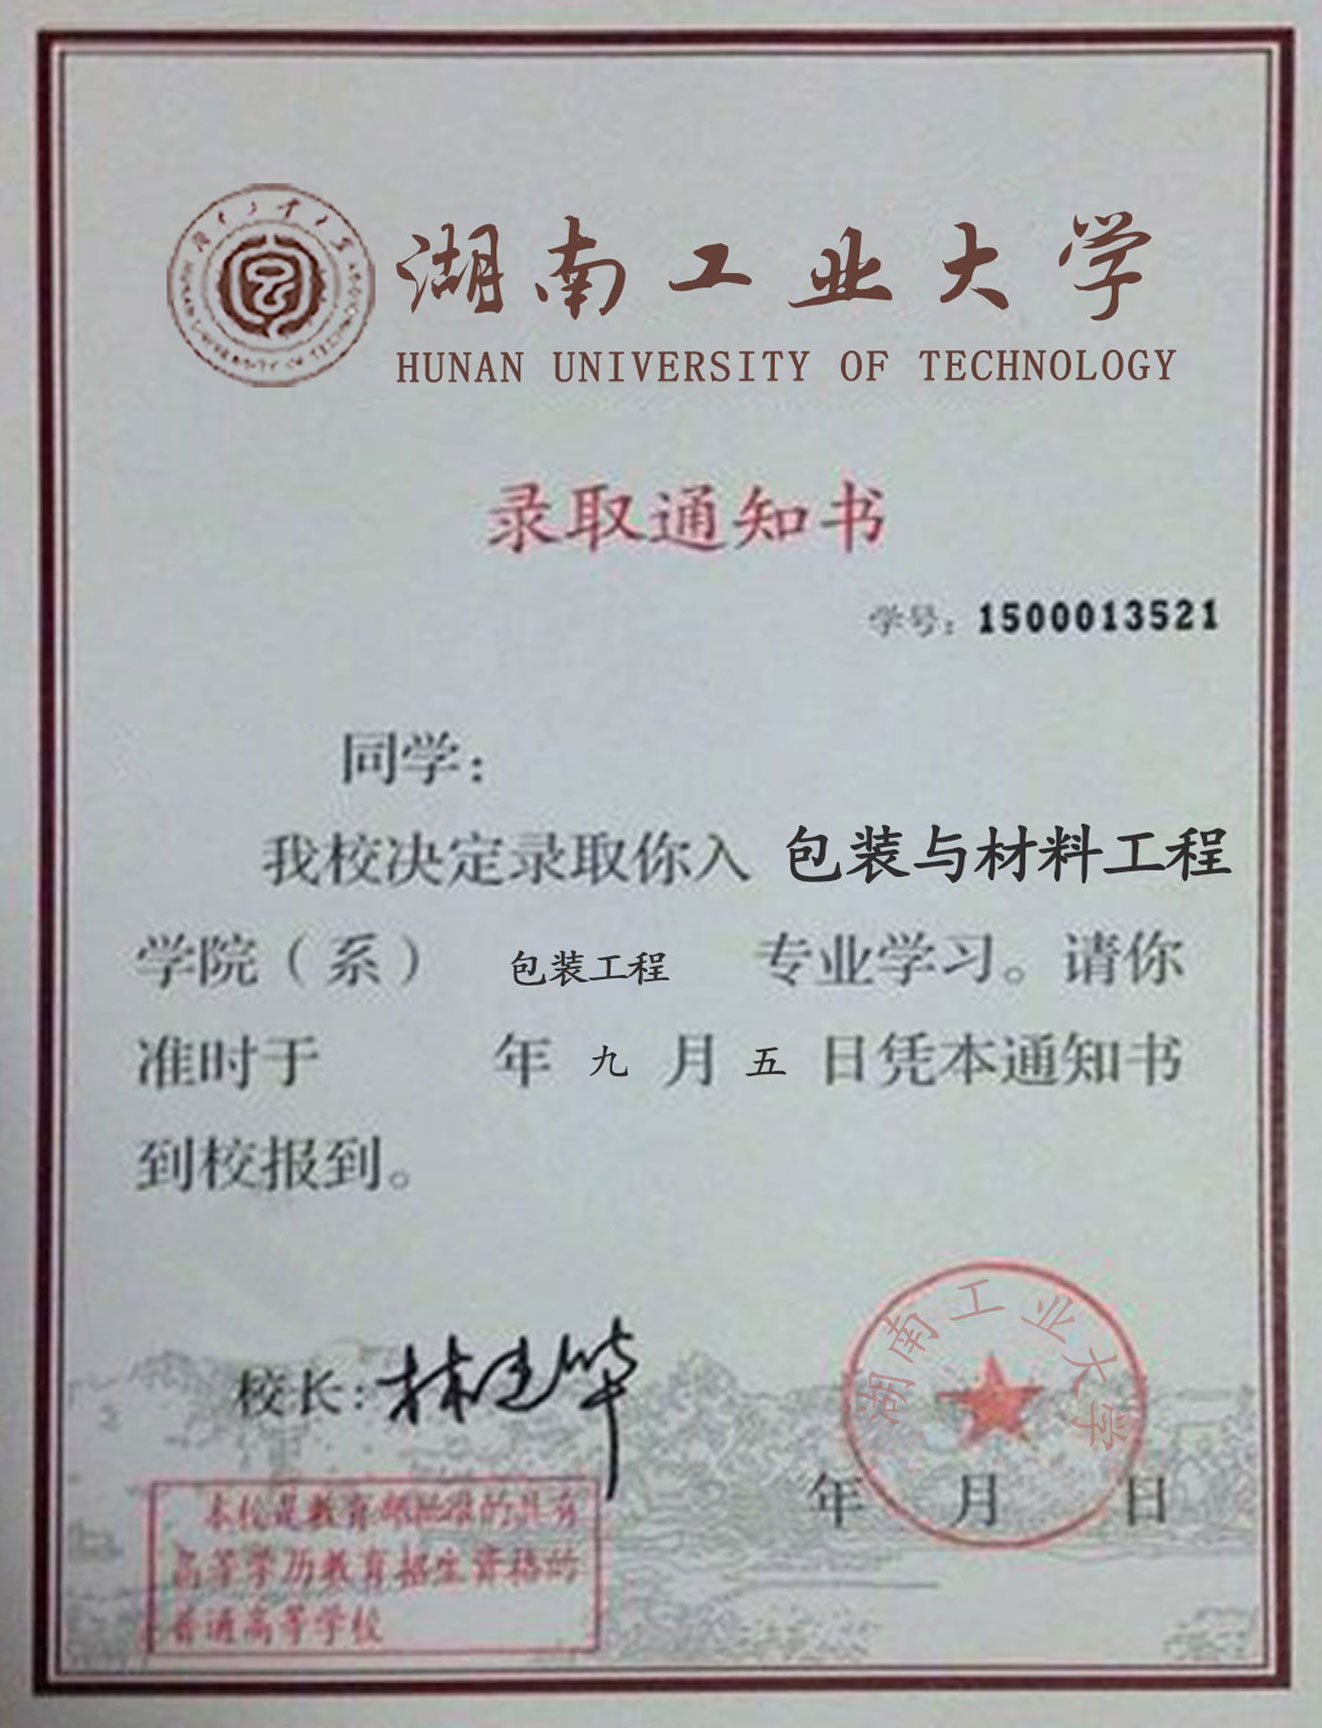 湖南工业大学
HUNAN UNIVERSITY OF TECHNOLOGY
HUNAN UNIVERSITY OF TECHNOLOGY
录取通知书
学号：1500013521
同学：
我校决定录取你入 包装与材料工程
学院（系） 包装工程 专业学习。请你
准时于 年 九 月 五 日凭本通知书
到校报到。
校长：林建华
湖南工业大学
年 月 日
本校是教育部批准的具有
高等学历教育招生资格的
普通高等学校